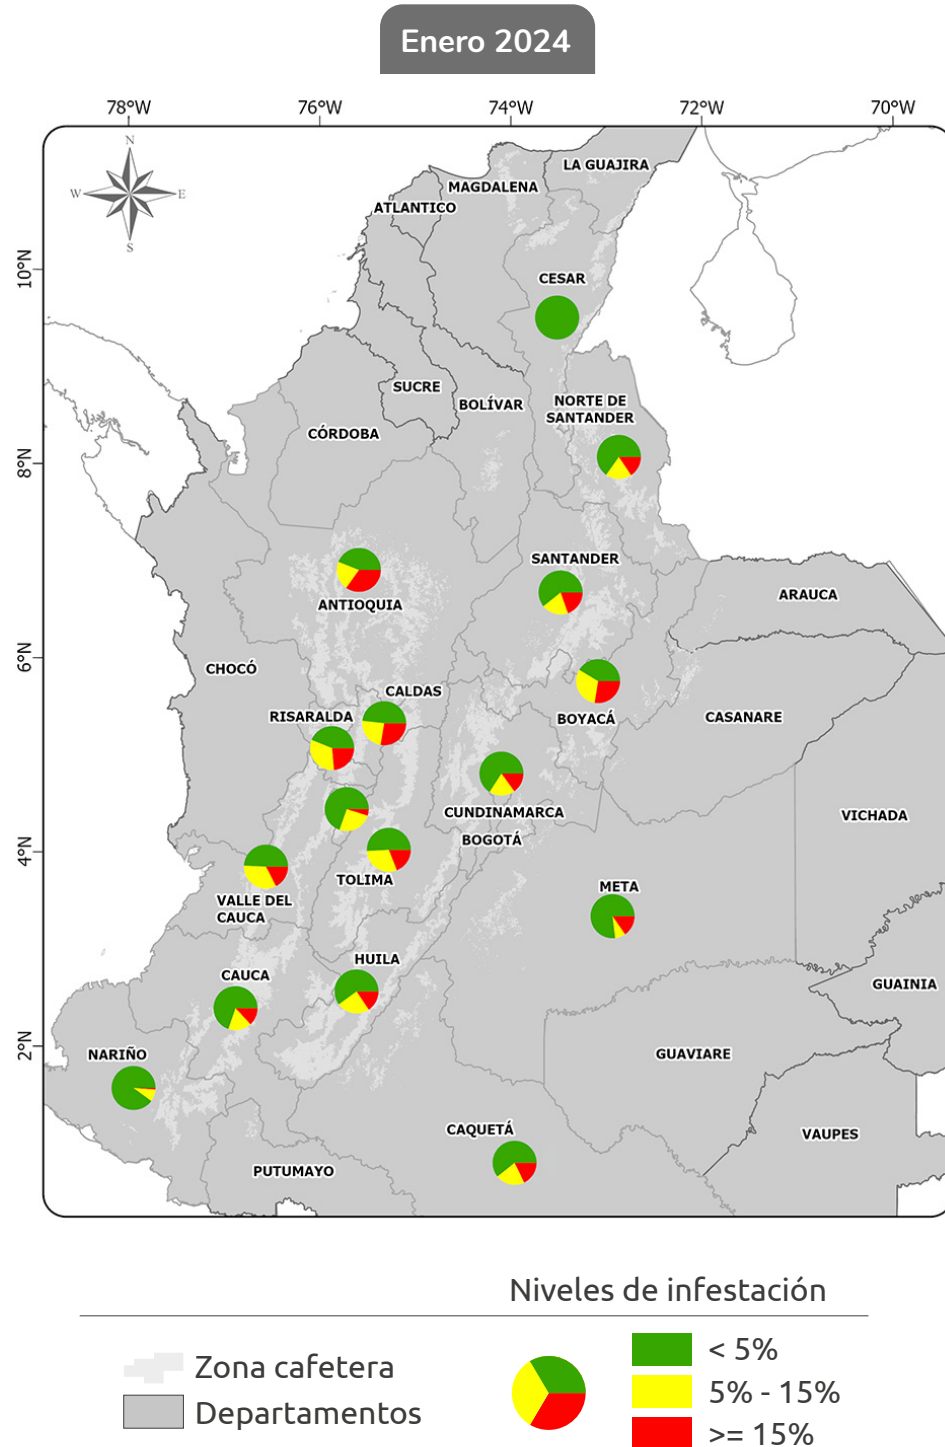 Enero 2024
78°W
76°W
74°W
72°W
70°W
N
W
E
S
10°N
8°N
6°N
4°N
2°N
LA GUAJIRA
MAGDALENA
ATLANTICO
CESAR
SUCRE
BOLÍVAR
NORTE DE
SANTANDER
CÓRDOBA
SANTANDER
ANTIOQUIA
ARAUCA
CHOCÓ
CALDAS
RISARALDA
BOYACÁ
CASANARE
CUNDINAMARCA
BOGOTÁ
VICHADA
TOLIMA
VALLE DEL
CAUCA
META
HUILA
CAUCA
GUAINIA
NARIÑO
GUAVIARE
CAQUETÁ
VAUPES
PUTUMAYO
Niveles de infestación
Zona cafetera
Departamentos
< 5%
5% - 15%
>= 15%